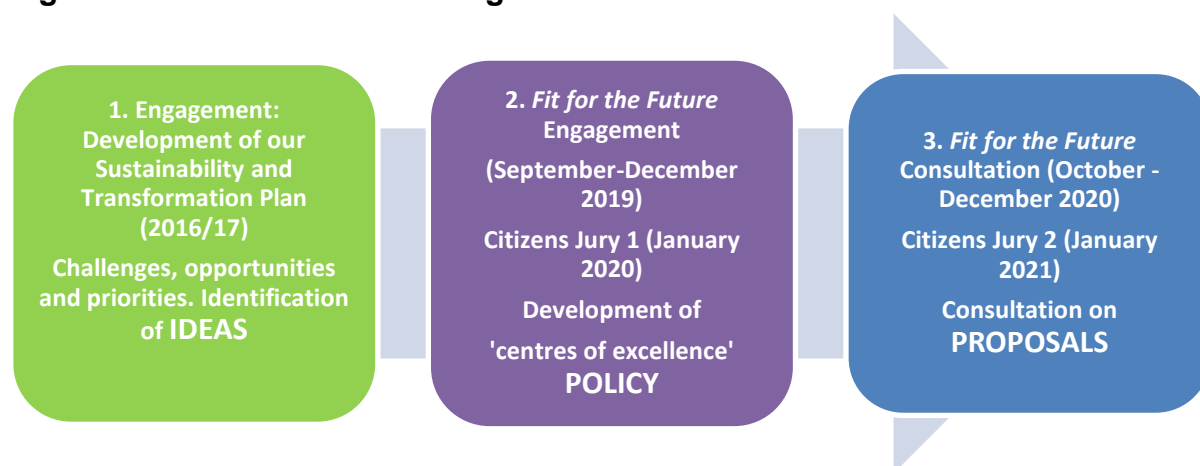 1. Engagement:
Development of our
Sustainability and
Transformation Plan
(2016/17)
Challenges, opportunities
and priorities. Identification
of IDEAS
2. Fit for the Future
Engagement
(September-December
2019)
Citizens Jury 1 (January
2020)
Development of
'centres of excellence'
POLICY
3. Fit for the Future
Consultation (October -
December 2020)
Citizens Jury 2 (January
2021)
Consultation on
PROPOSALS